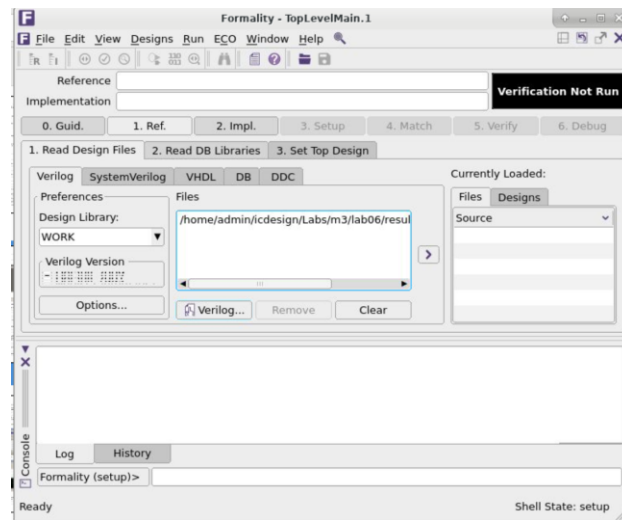 Formality - TopLevelMain.1
File Edit View Designs Run ECO Window Help
Reference
Implementation
Verification Not Run
0. Guid. 1. Ref. 2. Impl. 3. Setup 4. Match 5. Verify 6. Debug
1. Read Design Files 2. Read DB Libraries 3. Set Top Design
Verilog SystemVerilog VHDL DB DDC
Currently Loaded:
Preferences
Files
Files Designs
Design Library:
/home/admin/icdesign/Labs/m3/lab06/resul
Source
WORK
Verilog Version
Options...
Verilog... Remove Clear
Console
Log History
Formality (setup)>
Ready
Shell State: setup